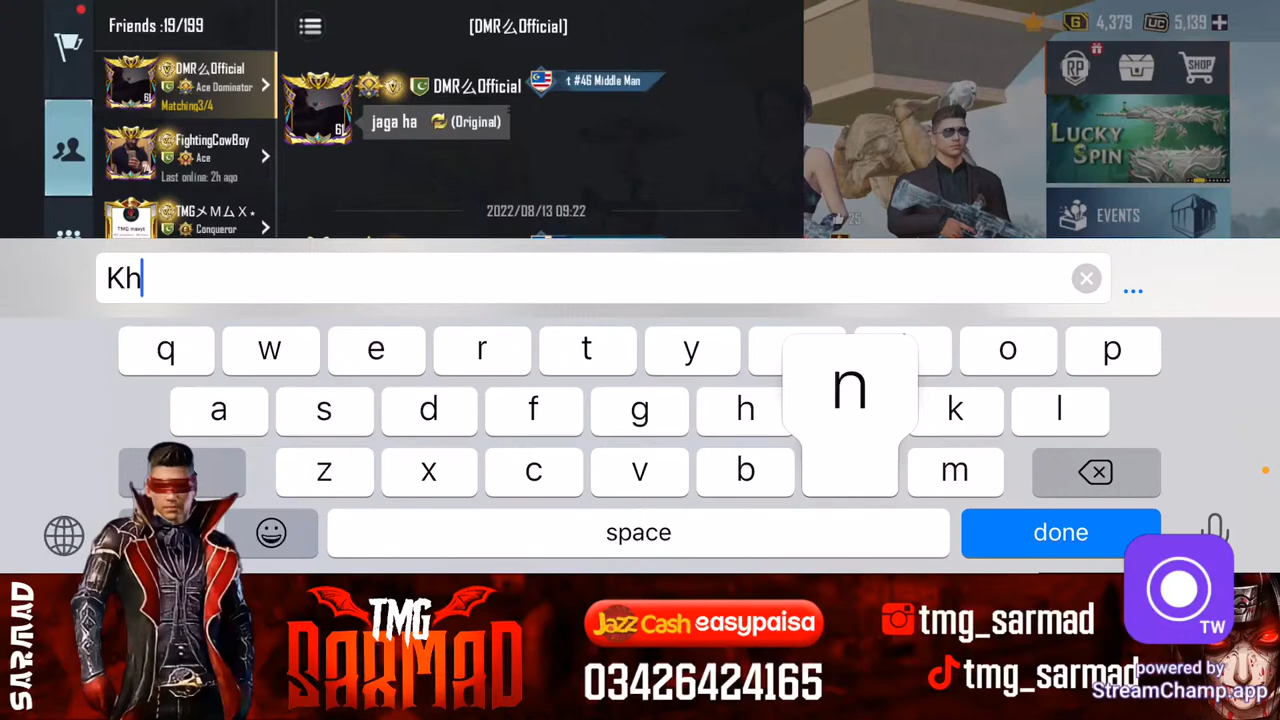 Friends :19/199
[DMR么Official]
4,379
UC 5,139
DMR么Official
Ace Dominator
Matching3/4
61
DMR么Official
t #46 Middle Man
jaga ha (Original)
61
RP
SHOP
LUCKY
SPIN
FightingCowBoy
Ace
Last online: 2h ago
2022/08/13 09:22
EVENTS
TMGメMムX★
Conqueror
Kh
...
q w e r t y o p
a s d f g h k l
n
z x c v b m
space
done
SARMAD
TMG
SARMAD
JazzCash easypaisa
03426424165
tmg_sarmad
tmg_sarmad
TW
powered by
StreamChamp.app